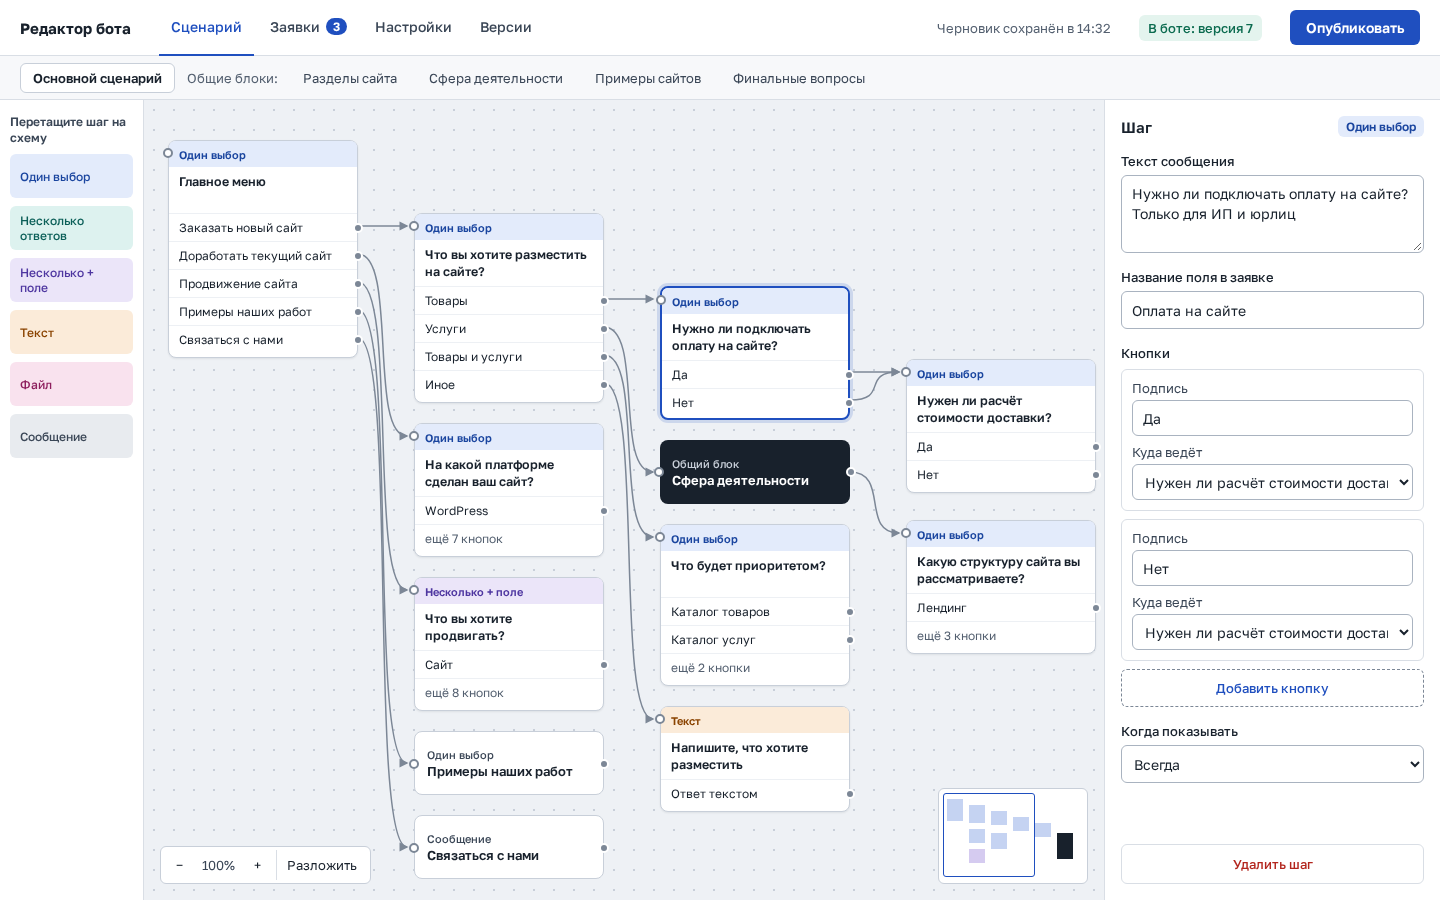 Редактор бота
Сценарий
Заявки 3
Настройки
Версии
Черновик сохранён в 14:32
В боте: версия 7
Опубликовать
Основной сценарий
Общие блоки:
Разделы сайта
Сфера деятельности
Примеры сайтов
Финальные вопросы
Перетащите шаг на
схему
Один выбор
Несколько
ответов
Несколько +
поле
Текст
Файл
Сообщение
Один выбор
Главное меню
Заказать новый сайт
Доработать текущий сайт
Продвижение сайта
Примеры наших работ
Связаться с нами
Один выбор
Что вы хотите разместить
на сайте?
Товары
Услуги
Товары и услуги
Иное
Один выбор
На какой платформе
сделан ваш сайт?
WordPress
ещё 7 кнопок
Несколько + поле
Что вы хотите
продвигать?
Сайт
ещё 8 кнопок
Один выбор
Примеры наших работ
Сообщение
Связаться с нами
Один выбор
Нужно ли подключать
оплату на сайте?
Да
Нет
Общий блок
Сфера деятельности
Один выбор
Что будет приоритетом?
Каталог товаров
Каталог услуг
ещё 2 кнопки
Текст
Напишите, что хотите
разместить
Ответ текстом
Один выбор
Нужен ли расчёт
стоимости доставки?
Да
Нет
Один выбор
Какую структуру сайта вы
рассматриваете?
Лендинг
ещё 3 кнопки
− 100% + Разложить
Шаг
Один выбор
Текст сообщения
Нужно ли подключать оплату на сайте?
Только для ИП и юрлиц
Название поля в заявке
Оплата на сайте
Кнопки
Подпись
Да
Куда ведёт
Нужен ли расчёт стоимости достав
Подпись
Нет
Куда ведёт
Нужен ли расчёт стоимости достав
Добавить кнопку
Когда показывать
Всегда
Удалить шаг